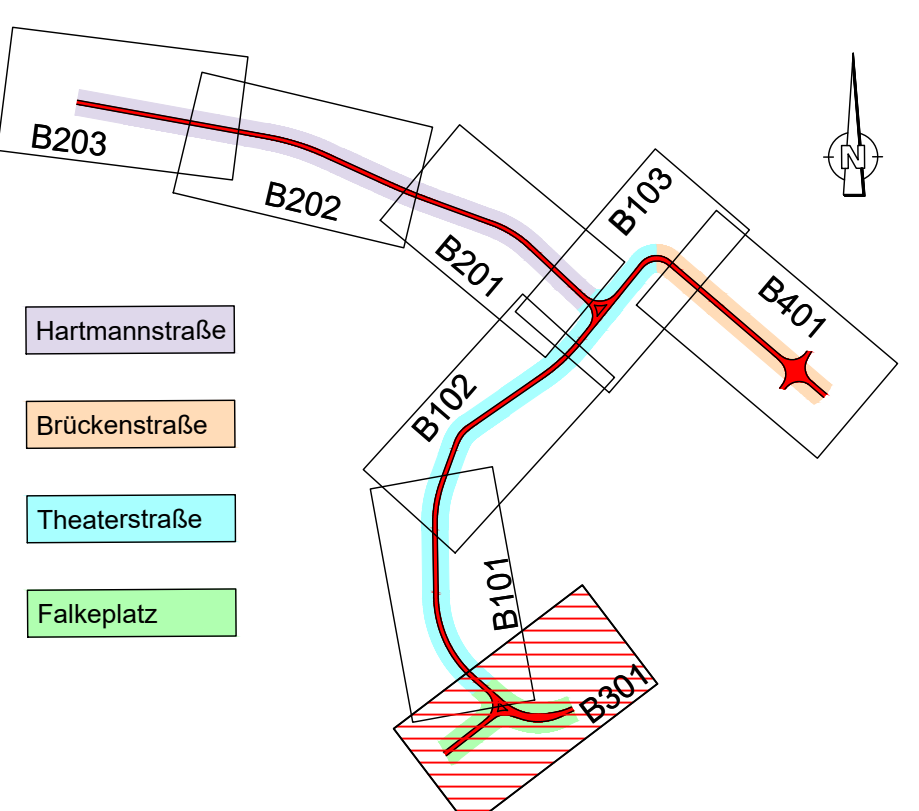 B203
B202
B201
B103
N
B401
Hartmannstraße
Brückenstraße
Theaterstraße
Falkeplatz
B102
B101
B301